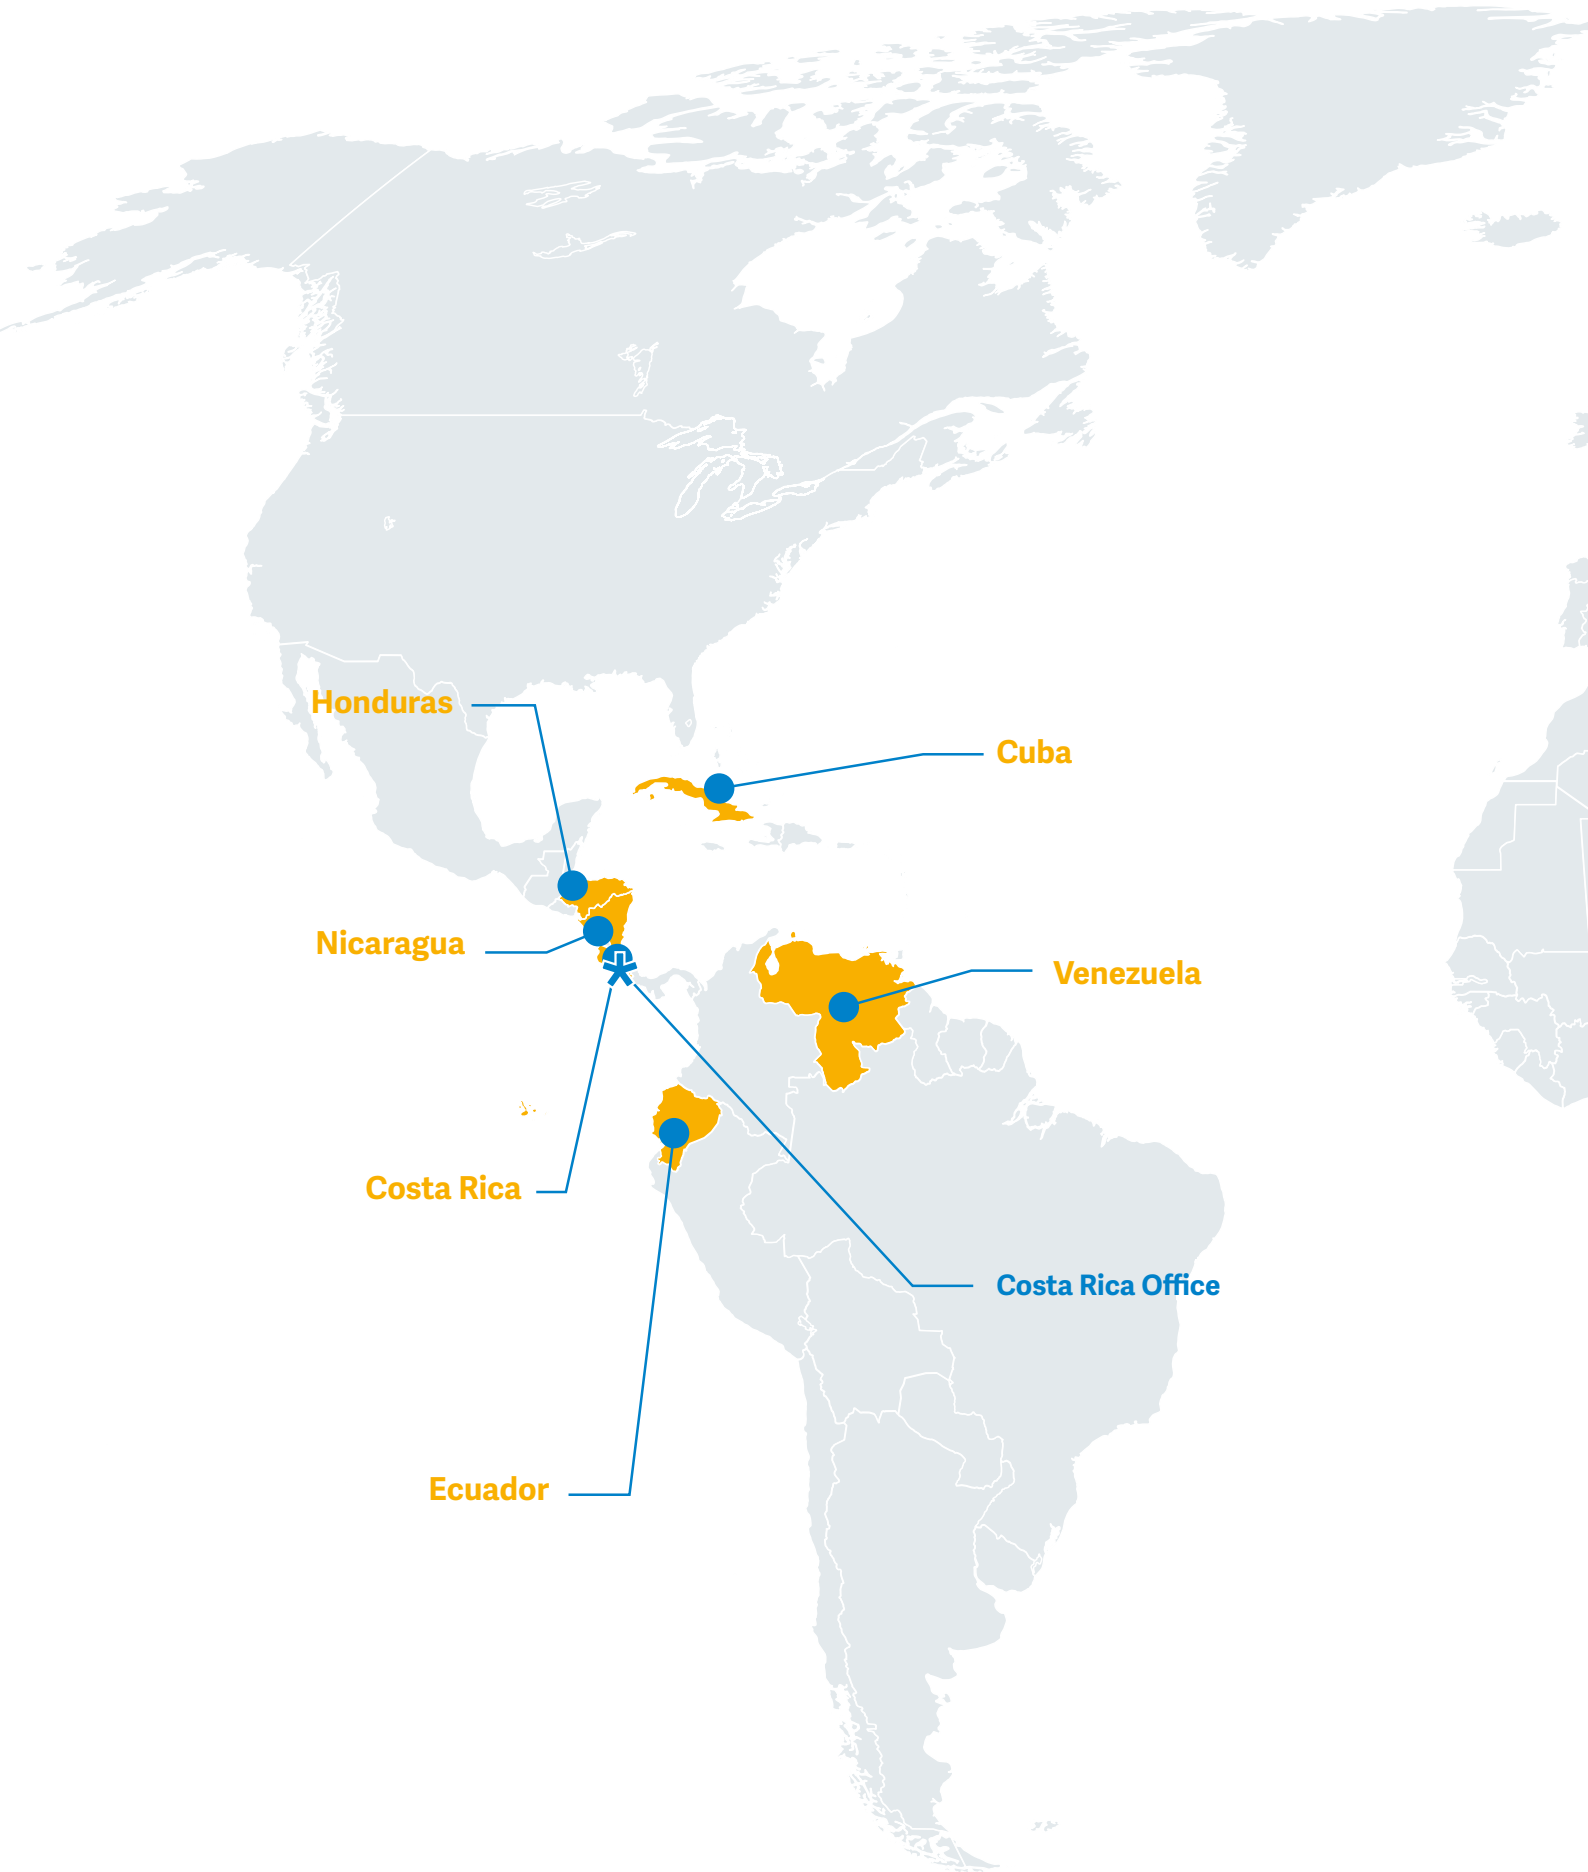 Honduras
Cuba
Nicaragua
Venezuela
Costa Rica
Costa Rica Office
Ecuador